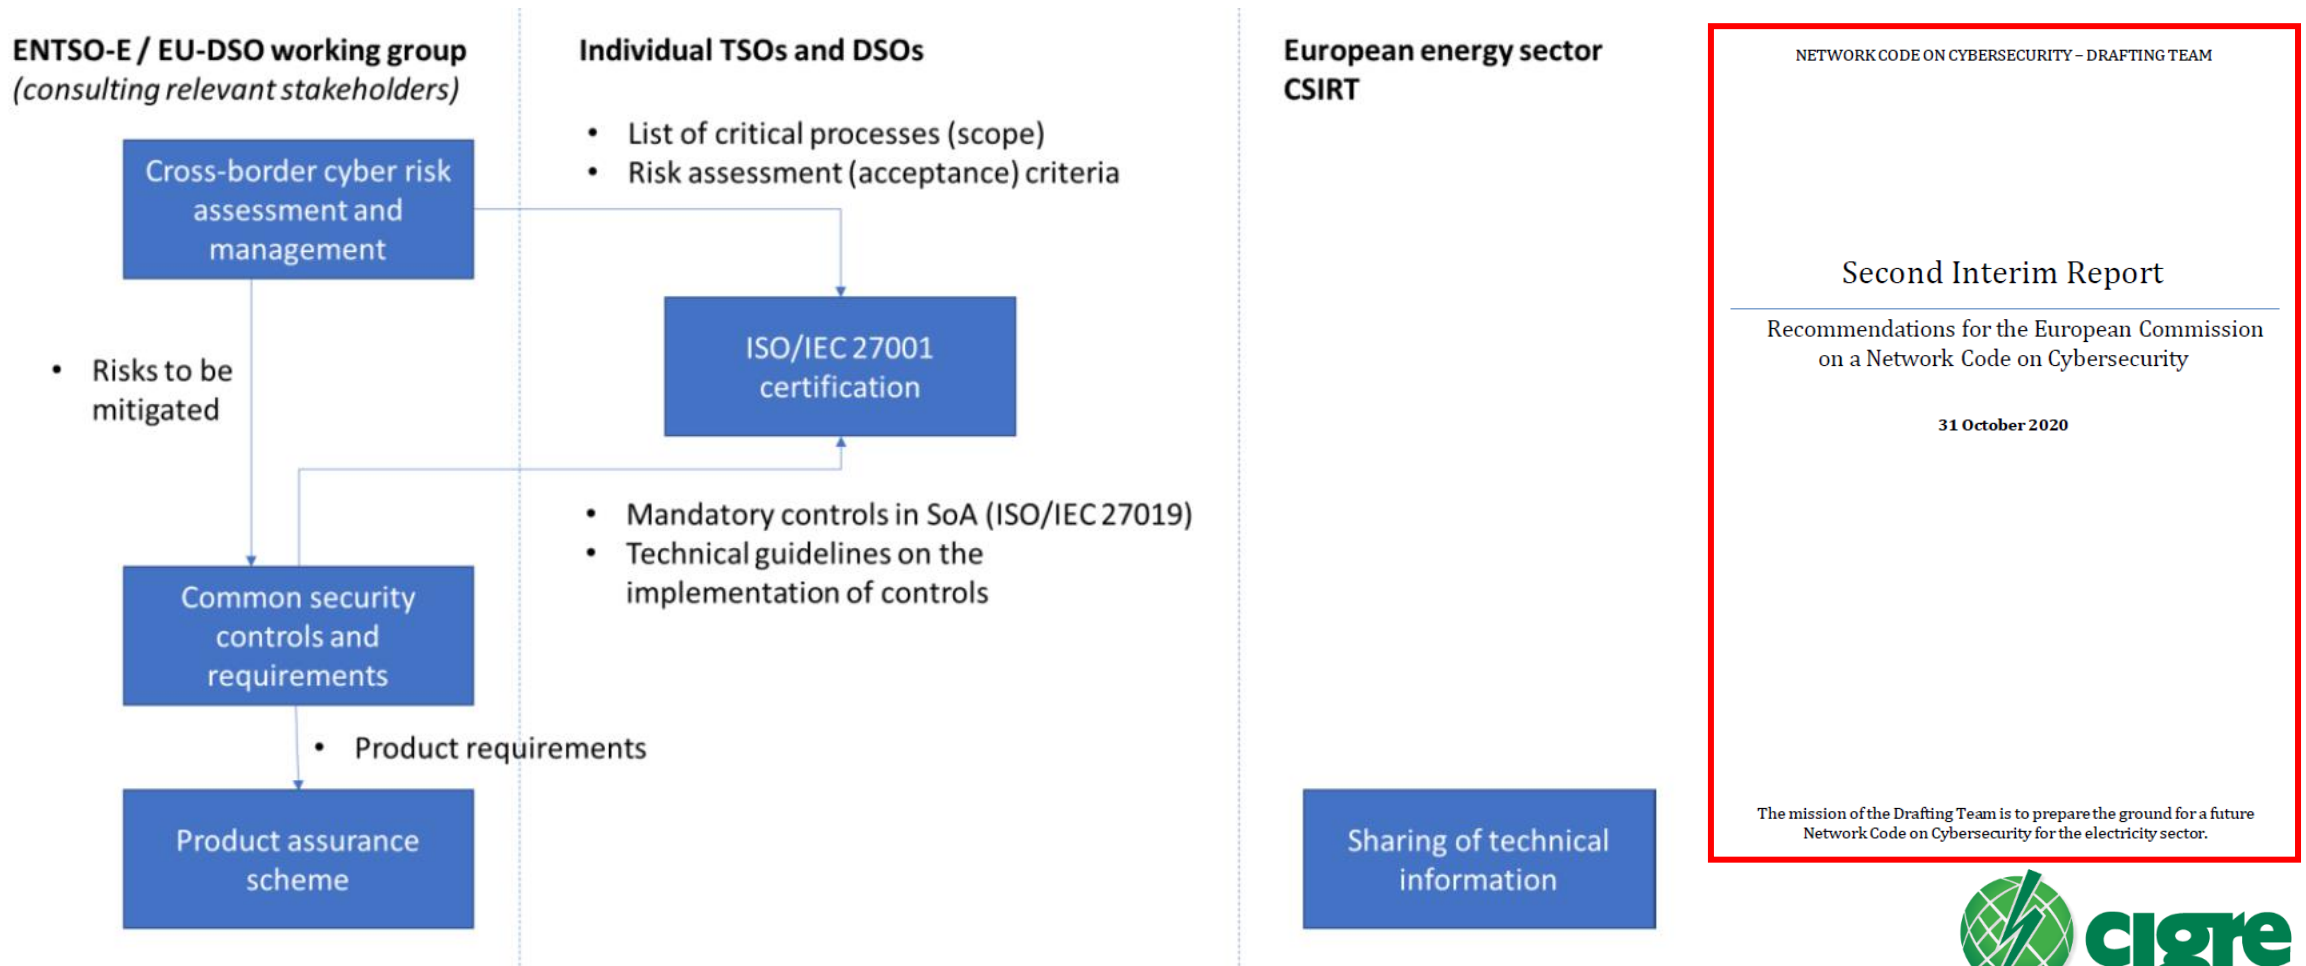 ENTSO-E / EU-DSO working group
(consulting relevant stakeholders)
Cross-border cyber risk
assessment and
management
• Risks to be
mitigated
Common security
controls and
requirements
• Product requirements
Product assurance
scheme
Individual TSOs and DSOs
• List of critical processes (scope)
• Risk assessment (acceptance) criteria
ISO/IEC 27001
certification
• Mandatory controls in SoA (ISO/IEC 27019)
• Technical guidelines on the
implementation of controls
European energy sector
CSIRT
Sharing of technical
information
NETWORK CODE ON CYBERSECURITY – DRAFTING TEAM
Second Interim Report
Recommendations for the European Commission
on a Network Code on Cybersecurity
31 October 2020
The mission of the Drafting Team is to prepare the ground for a future
Network Code on Cybersecurity for the electricity sector.
cigre